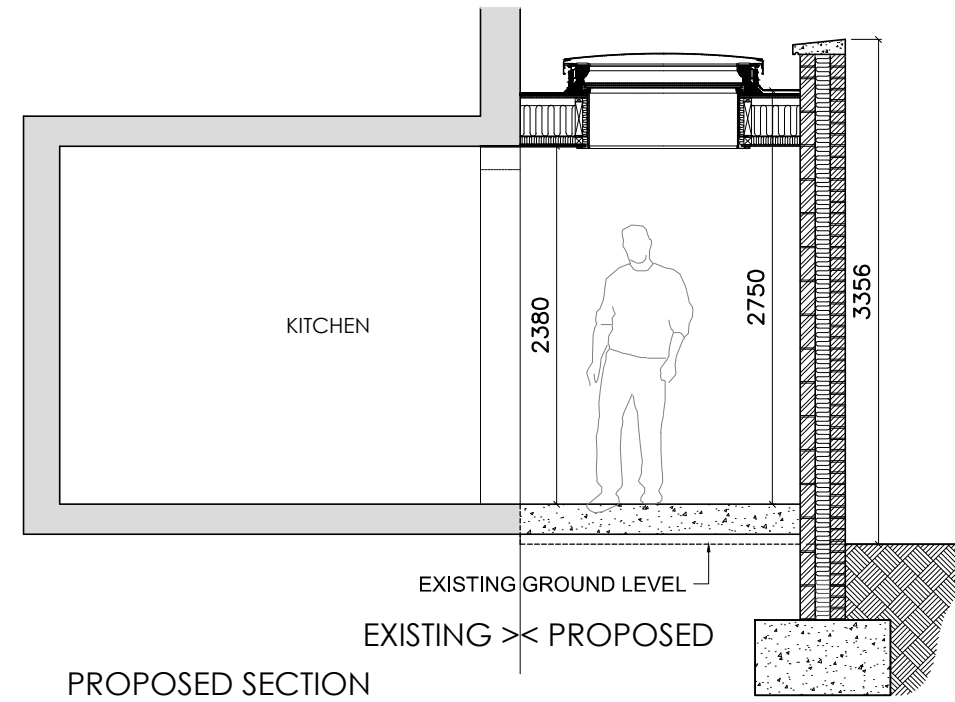 KITCHEN
2380
2750
3356
EXISTING GROUND LEVEL
EXISTING >< PROPOSED
PROPOSED SECTION